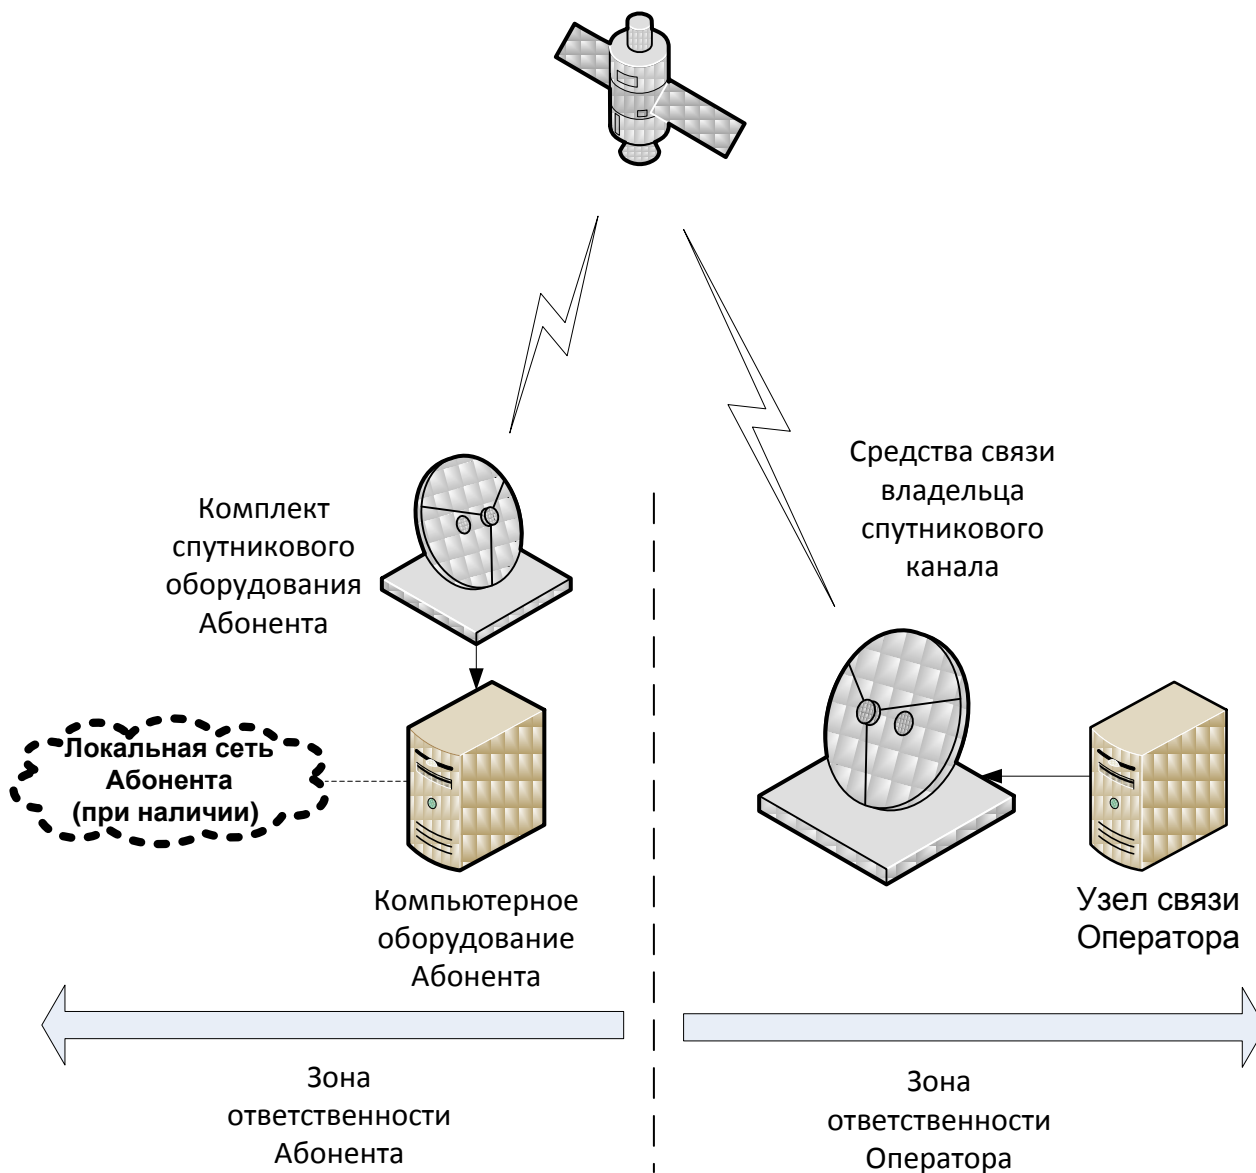 Средства связи
владельца
спутникового
канала
Комплект
спутникового
оборудования
Абонента
Локальная сеть
Абонента
(при наличии)
Компьютерное
оборудование
Абонента
Узел связи
Оператора
Зона
ответственности
Абонента
Зона
ответственности
Оператора